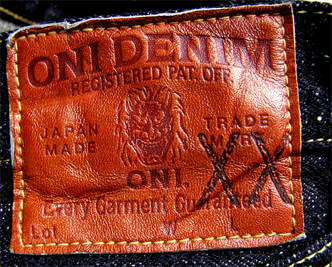 ONI DENIM
REGISTERED PAT. OFF.
JAPAN MADE
TRADE MARK
XX
ONI.
Every Garment Guaranteed
Lot W L